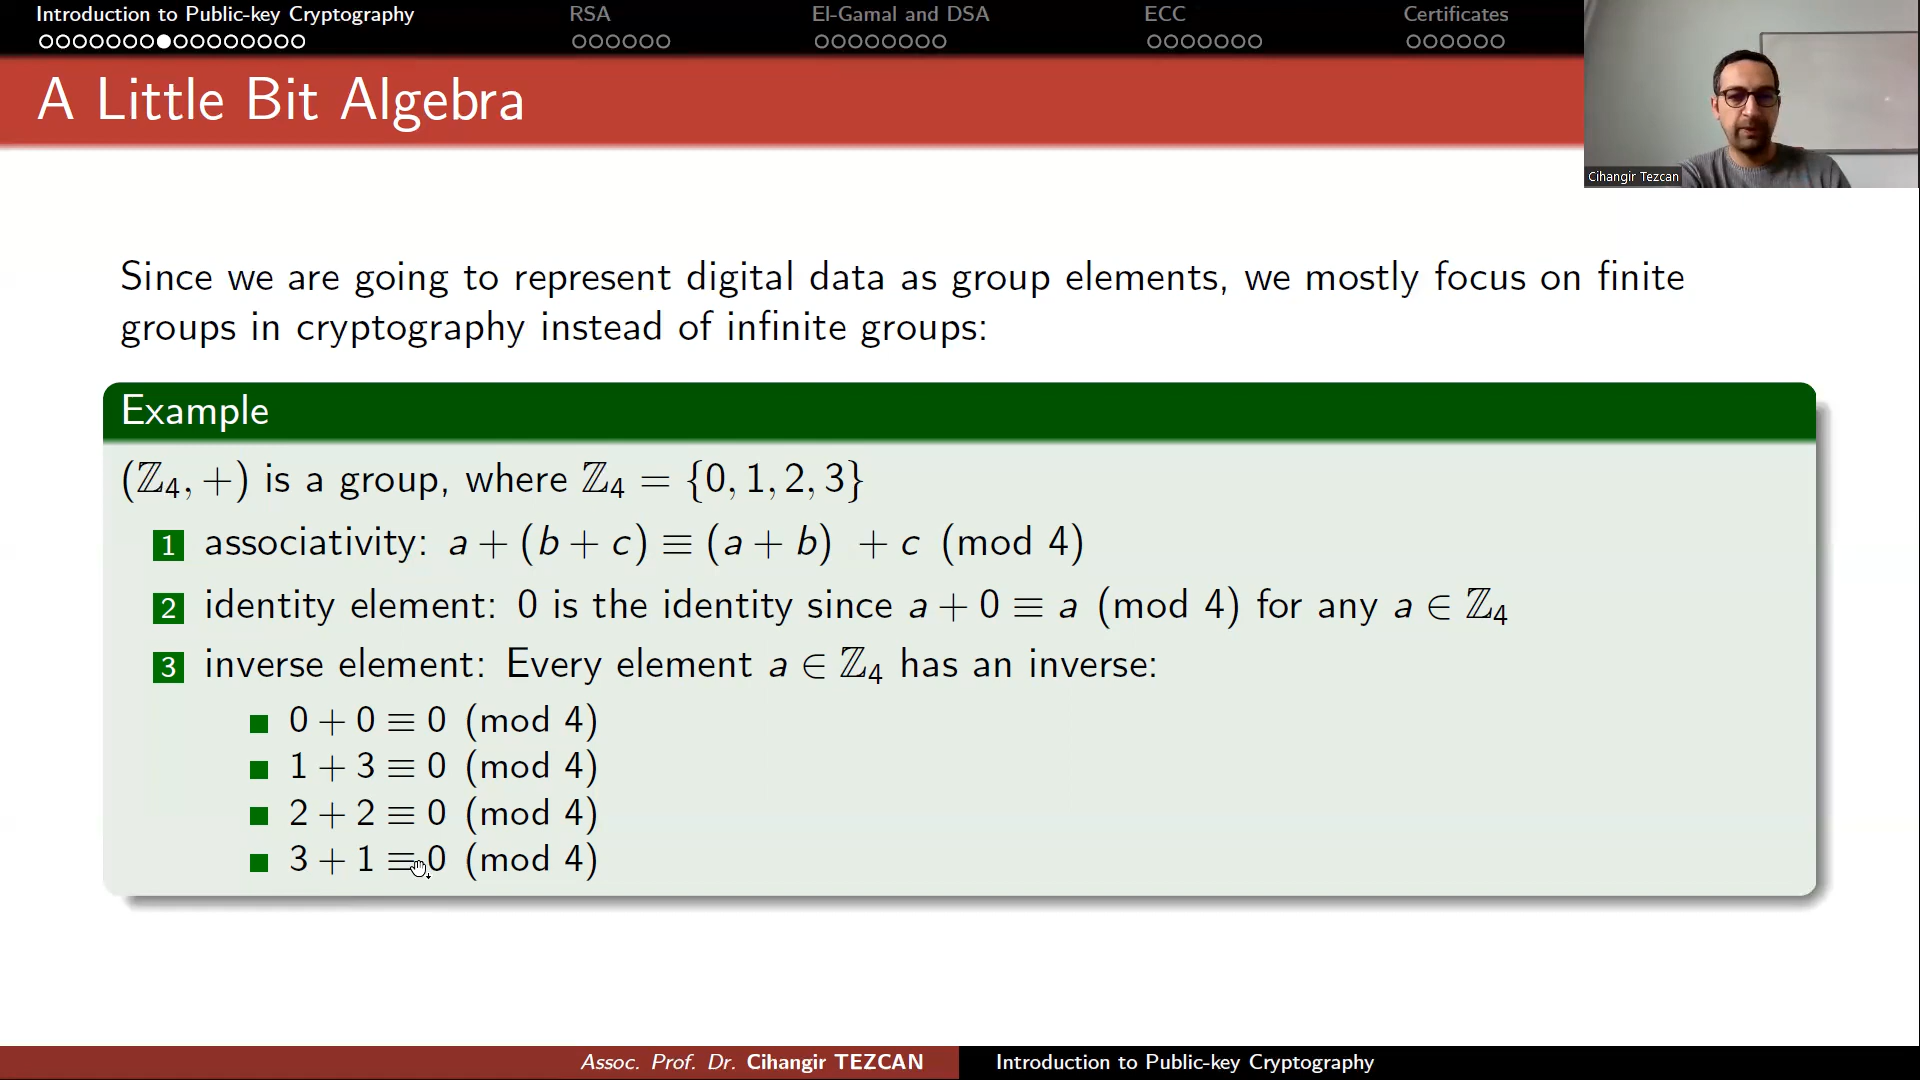 Introduction to Public-key Cryptography RSA El-Gamal and DSA ECC Certificates
A Little Bit Algebra
Cihangir Tezcan
Since we are going to represent digital data as group elements, we mostly focus on finite
groups in cryptography instead of infinite groups:
Example
(ℤ₄, +) is a group, where ℤ₄ = {0, 1, 2, 3}
1 associativity: a + (b + c) ≡ (a + b) + c (mod 4)
2 identity element: 0 is the identity since a + 0 ≡ a (mod 4) for any a ∈ ℤ₄
3 inverse element: Every element a ∈ ℤ₄ has an inverse:
0 + 0 ≡ 0 (mod 4)
1 + 3 ≡ 0 (mod 4)
2 + 2 ≡ 0 (mod 4)
3 + 1 ≡ 0 (mod 4)
Assoc. Prof. Dr. Cihangir TEZCAN Introduction to Public-key Cryptography